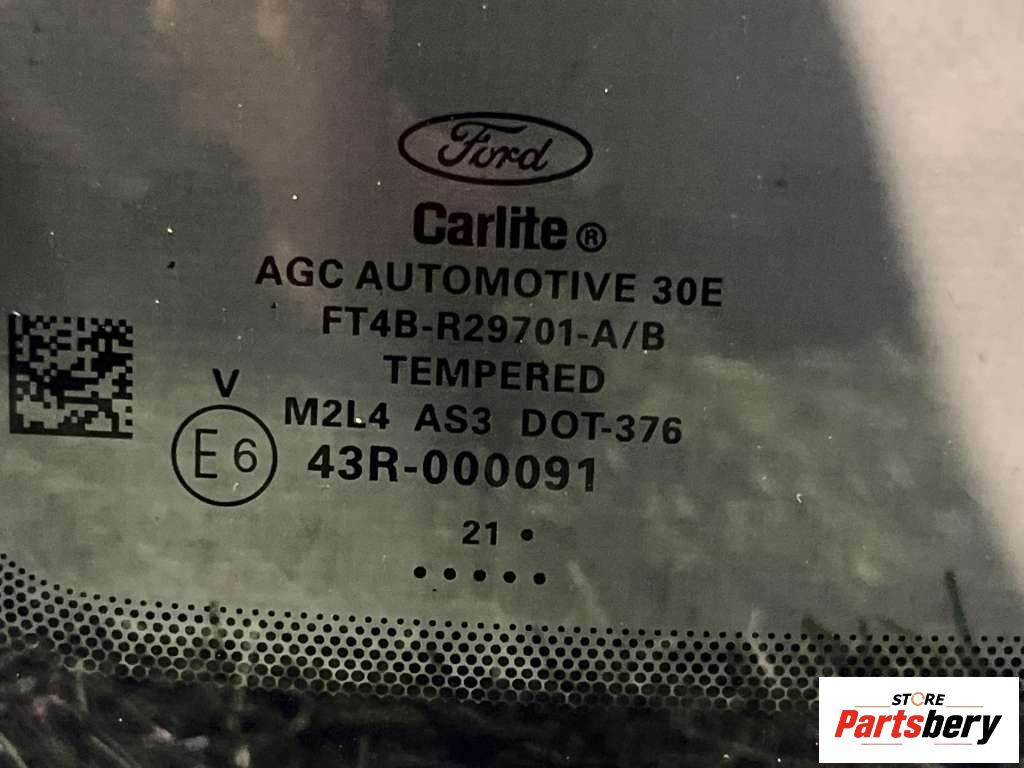 Ford
Carlite®
AGC AUTOMOTIVE 30E
FT4B-R29701-A/B
TEMPERED
V
M2L4 AS3 DOT-376
E6 43R-000091
21 •
• • • • •
STORE
Partsbery